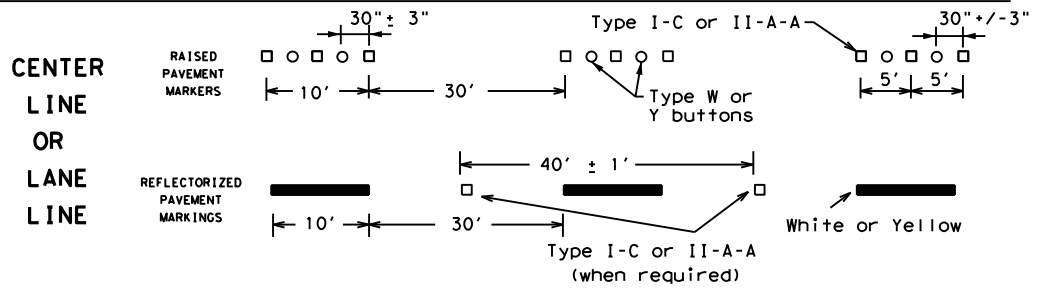 CENTER
LINE
OR
LANE
LINE
RAISED
PAVEMENT
MARKERS
30"± 3"
Type I-C or II-A-A
30"+/-3"
10'
30'
5'
5'
Type W or
Y buttons
REFLECTORIZED
PAVEMENT
MARKINGS
40' ± 1'
10'
30'
Type I-C or II-A-A
(when required)
White or Yellow